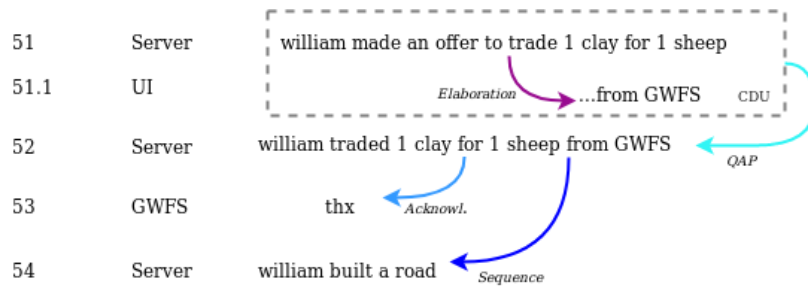 51 Server william made an offer to trade 1 clay for 1 sheep
51.1 UI Elaboration ...from GWFS CDU
52 Server william traded 1 clay for 1 sheep from GWFS
QAP
53 GWFS thx Acknowl.
54 Server william built a road Sequence